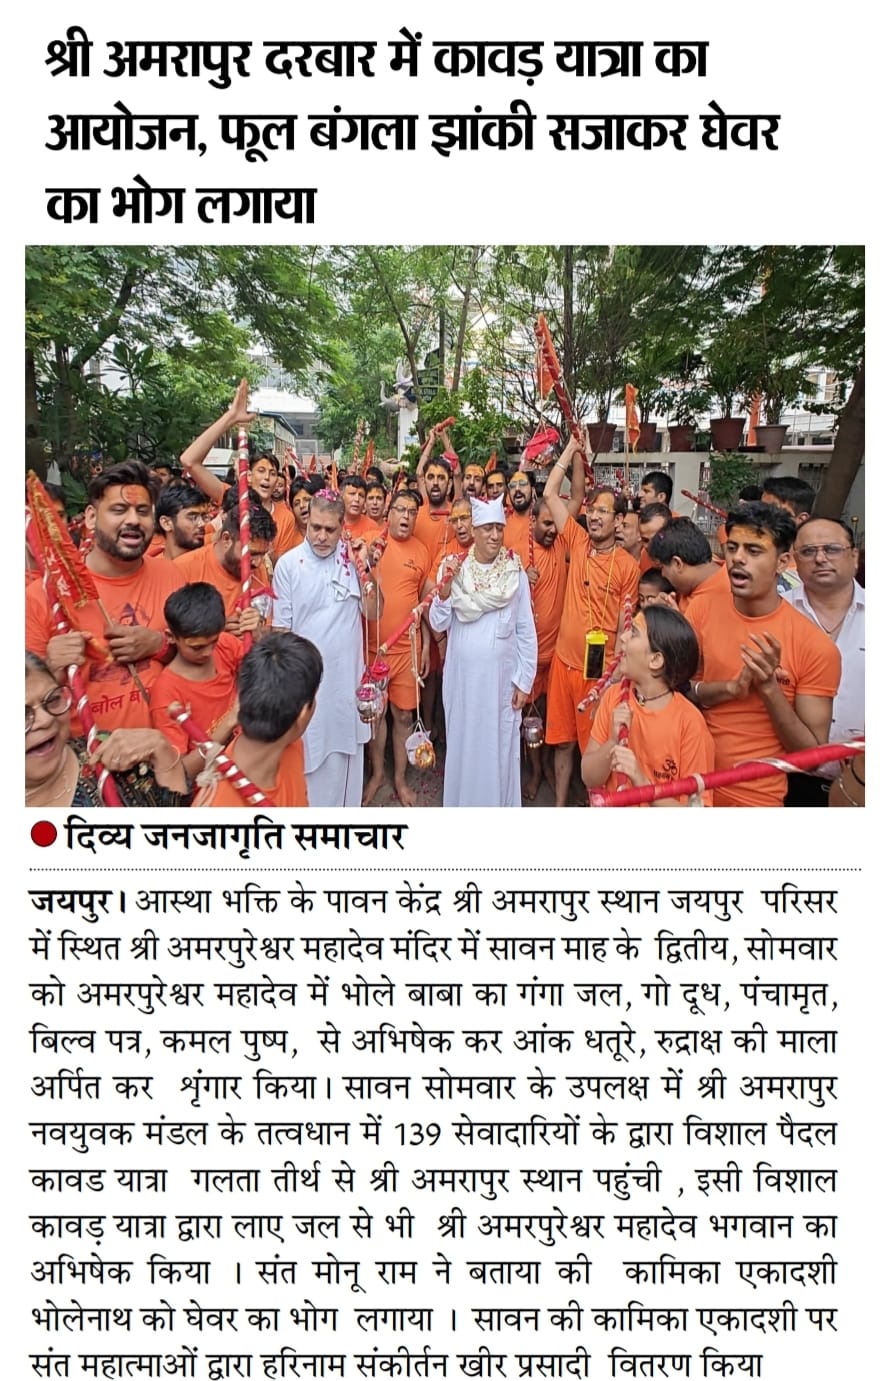 श्री अमरापुर दरबार में कावड़ यात्रा का
आयोजन, फूल बंगला झांकी सजाकर घेवर
का भोग लगाया
बोल ब
ॐ
दिव्य जनजागृति समाचार
जयपुर। आस्था भक्ति के पावन केंद्र श्री अमरापुर स्थान जयपुर परिसर
में स्थित श्री अमरपुरेश्वर महादेव मंदिर में सावन माह के द्वितीय, सोमवार
को अमरपुरेश्वर महादेव में भोले बाबा का गंगा जल, गो दूध, पंचामृत,
बिल्व पत्र, कमल पुष्प, से अभिषेक कर आंक धतूरे, रुद्राक्ष की माला
अर्पित कर श्रृंगार किया। सावन सोमवार के उपलक्ष में श्री अमरापुर
नवयुवक मंडल के तत्वधान में 139 सेवादारियों के द्वारा विशाल पैदल
कावड यात्रा गलता तीर्थ से श्री अमरापुर स्थान पहुंची , इसी विशाल
कावड़ यात्रा द्वारा लाए जल से भी श्री अमरपुरेश्वर महादेव भगवान का
अभिषेक किया । संत मोनू राम ने बताया की कामिका एकादशी
भोलेनाथ को घेवर का भोग लगाया । सावन की कामिका एकादशी पर
संत महात्माओं द्वारा हरिनाम संकीर्तन खीर प्रसादी वितरण किया